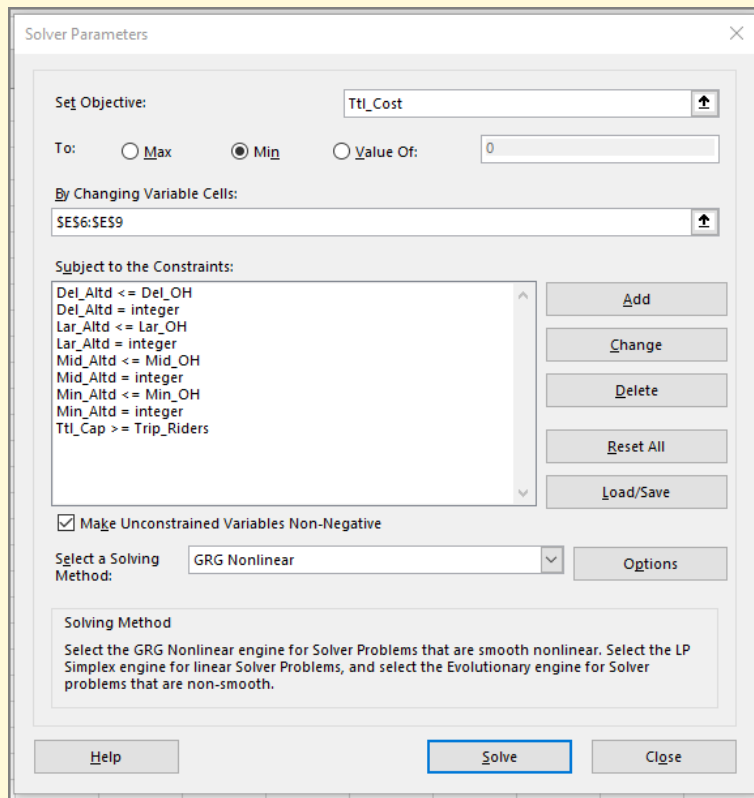 Solver Parameters
Set Objective:
Ttl_Cost
To:
Max
Min
Value Of:
0
By Changing Variable Cells:
$E$6:$E$9
Subject to the Constraints:
Del_Altd <= Del_OH
Del_Altd = integer
Lar_Altd <= Lar_OH
Lar_Altd = integer
Mid_Altd <= Mid_OH
Mid_Altd = integer
Min_Altd <= Min_OH
Min_Altd = integer
Ttl_Cap >= Trip_Riders
Add
Change
Delete
Reset All
Load/Save
Make Unconstrained Variables Non-Negative
Select a Solving
Method:
GRG Nonlinear
Options
Solving Method
Select the GRG Nonlinear engine for Solver Problems that are smooth nonlinear. Select the LP
Simplex engine for linear Solver Problems, and select the Evolutionary engine for Solver
problems that are non-smooth.
Help
Solve
Close